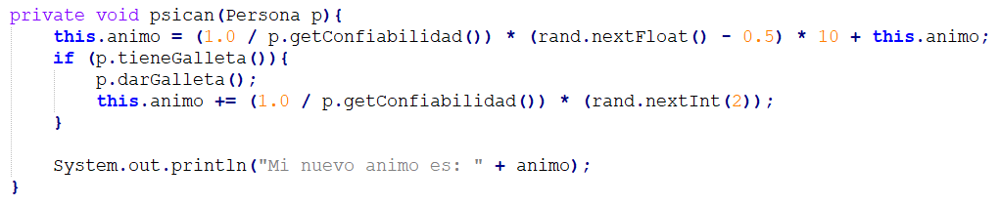 private void psican(Persona p){
    this.animo = (1.0 / p.getConfiabilidad()) * (rand.nextFloat() - 0.5) * 10 + this.animo;
    if (p.tieneGalleta()){
        p.darGalleta();
        this.animo += (1.0 / p.getConfiabilidad()) * (rand.nextInt(2));
    }

    System.out.println("Mi nuevo animo es: " + animo);
}